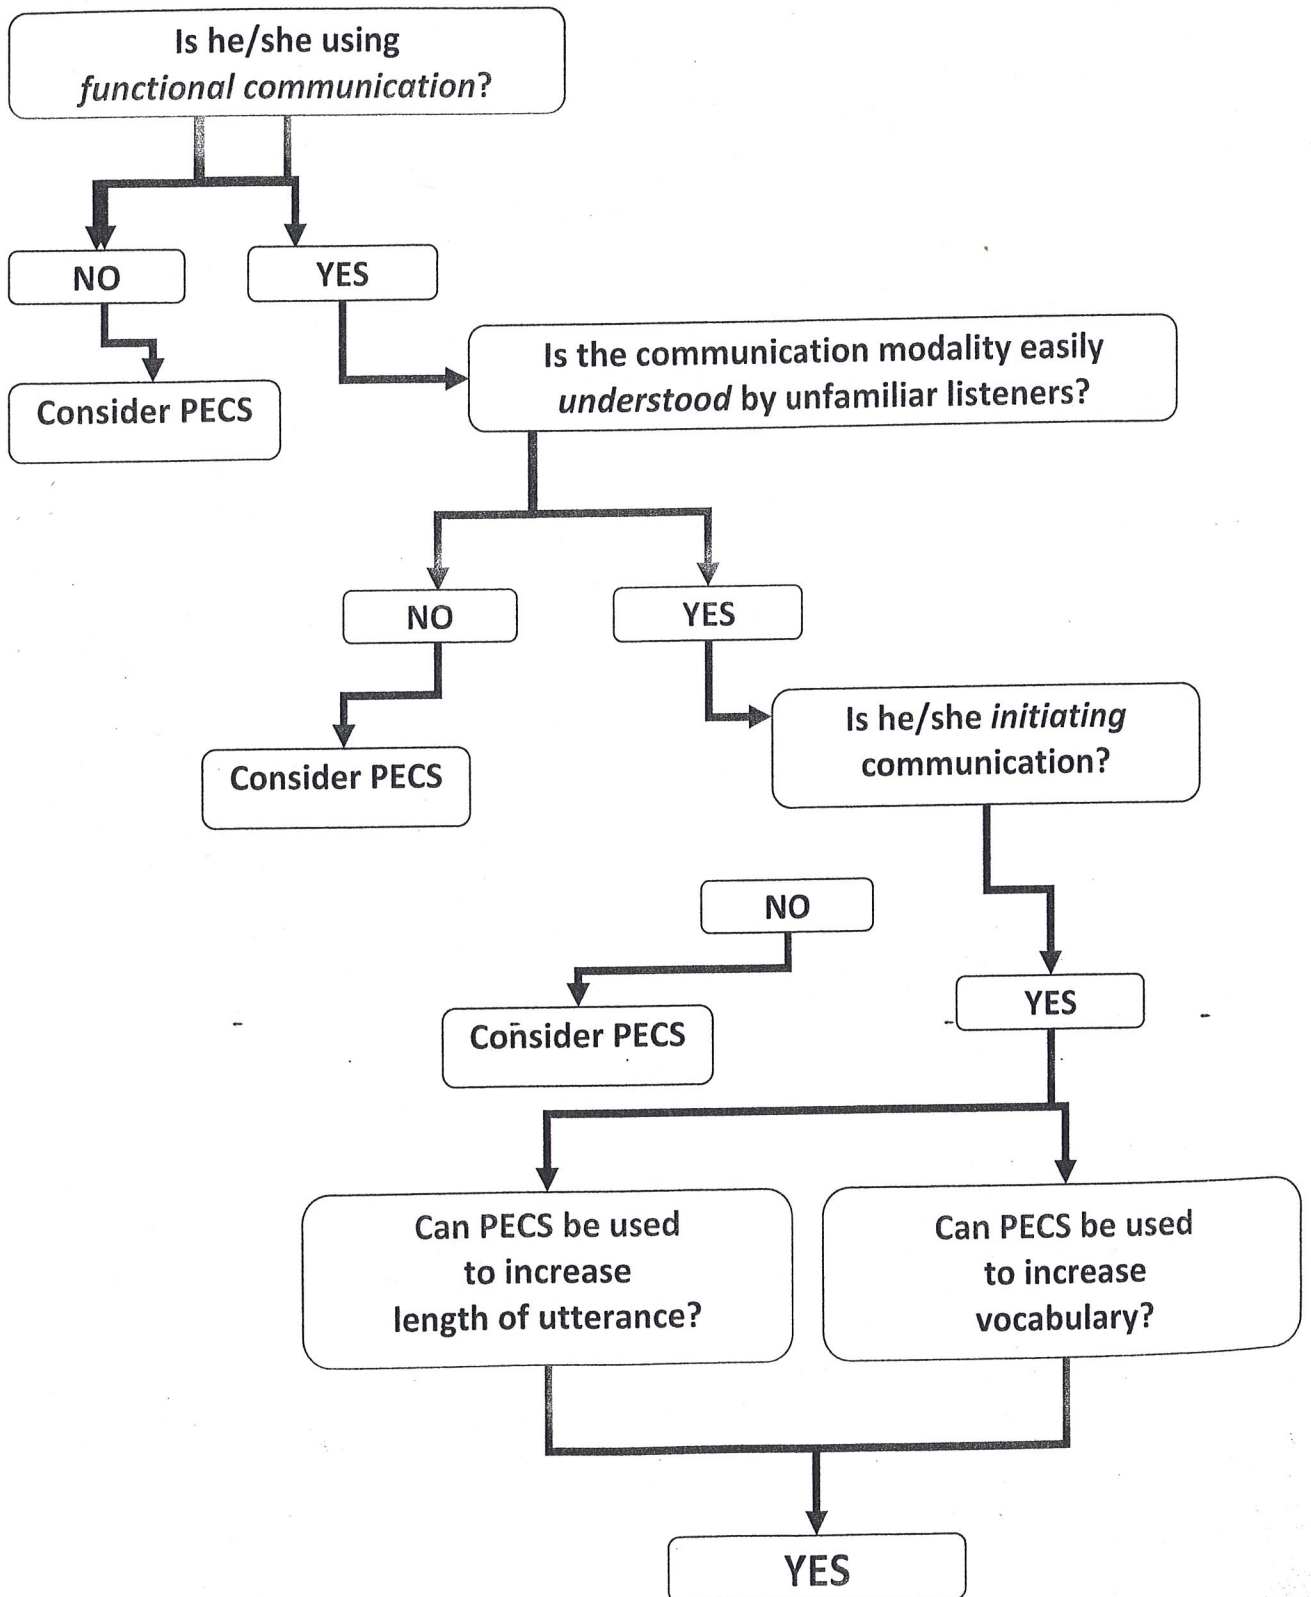 Is he/she using
functional communication?
NO
YES
Consider PECS
Is the communication modality easily
understood by unfamiliar listeners?
NO
YES
Consider PECS
Is he/she initiating
communication?
NO
Consider PECS
YES
Can PECS be used
to increase
length of utterance?
Can PECS be used
to increase
vocabulary?
YES